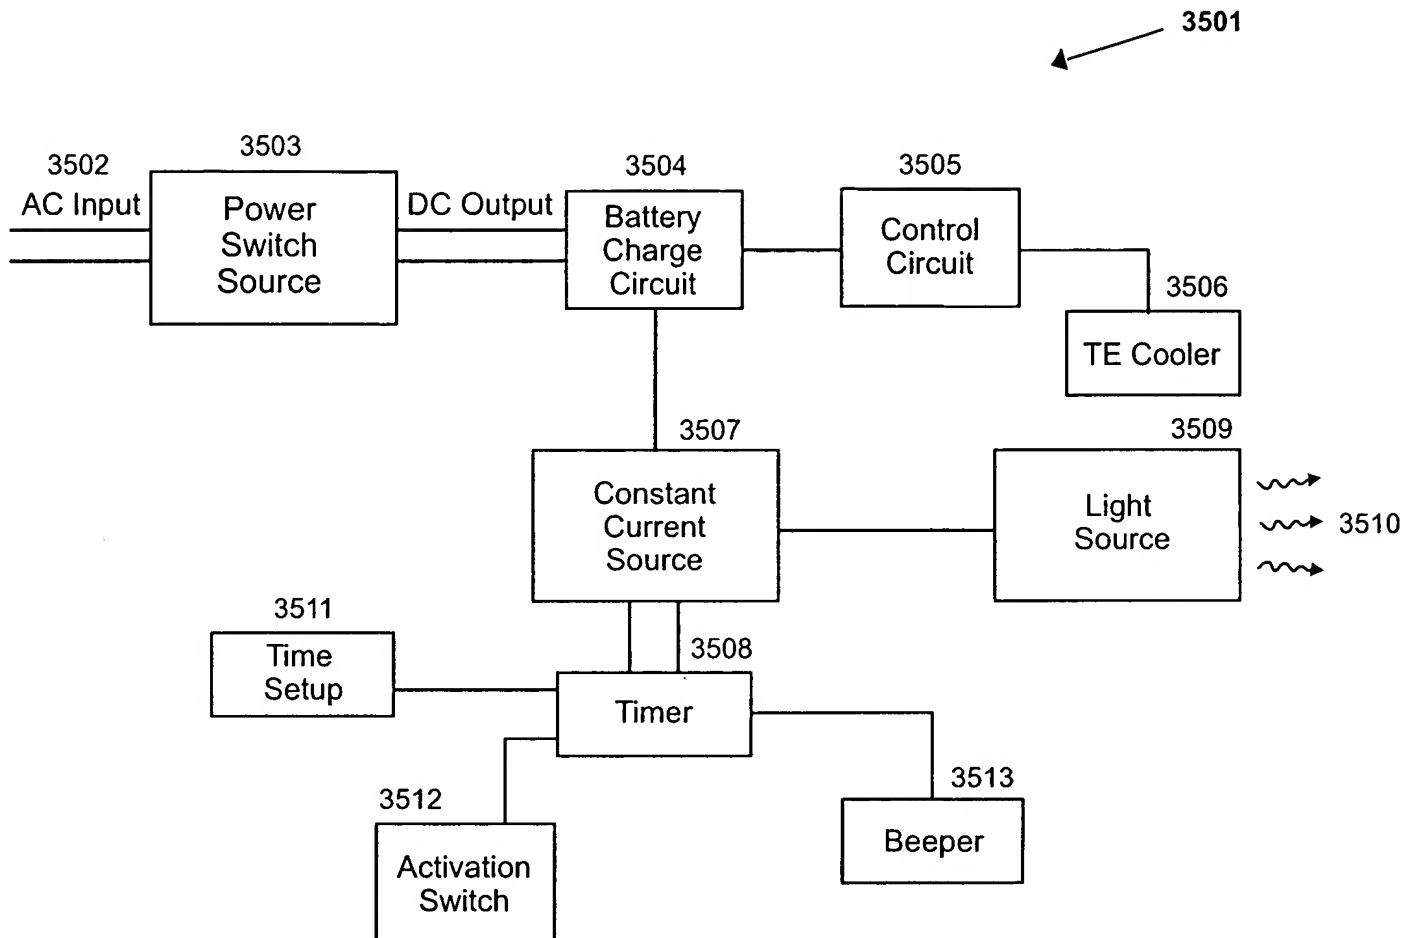 3501
3502
AC Input
3503
Power
Switch
Source
DC Output
3504
Battery
Charge
Circuit
3505
Control
Circuit
3506
TE Cooler
3507
Constant
Current
Source
3509
Light
Source
3510
3511
Time
Setup
3508
Timer
3512
Activation
Switch
3513
Beeper